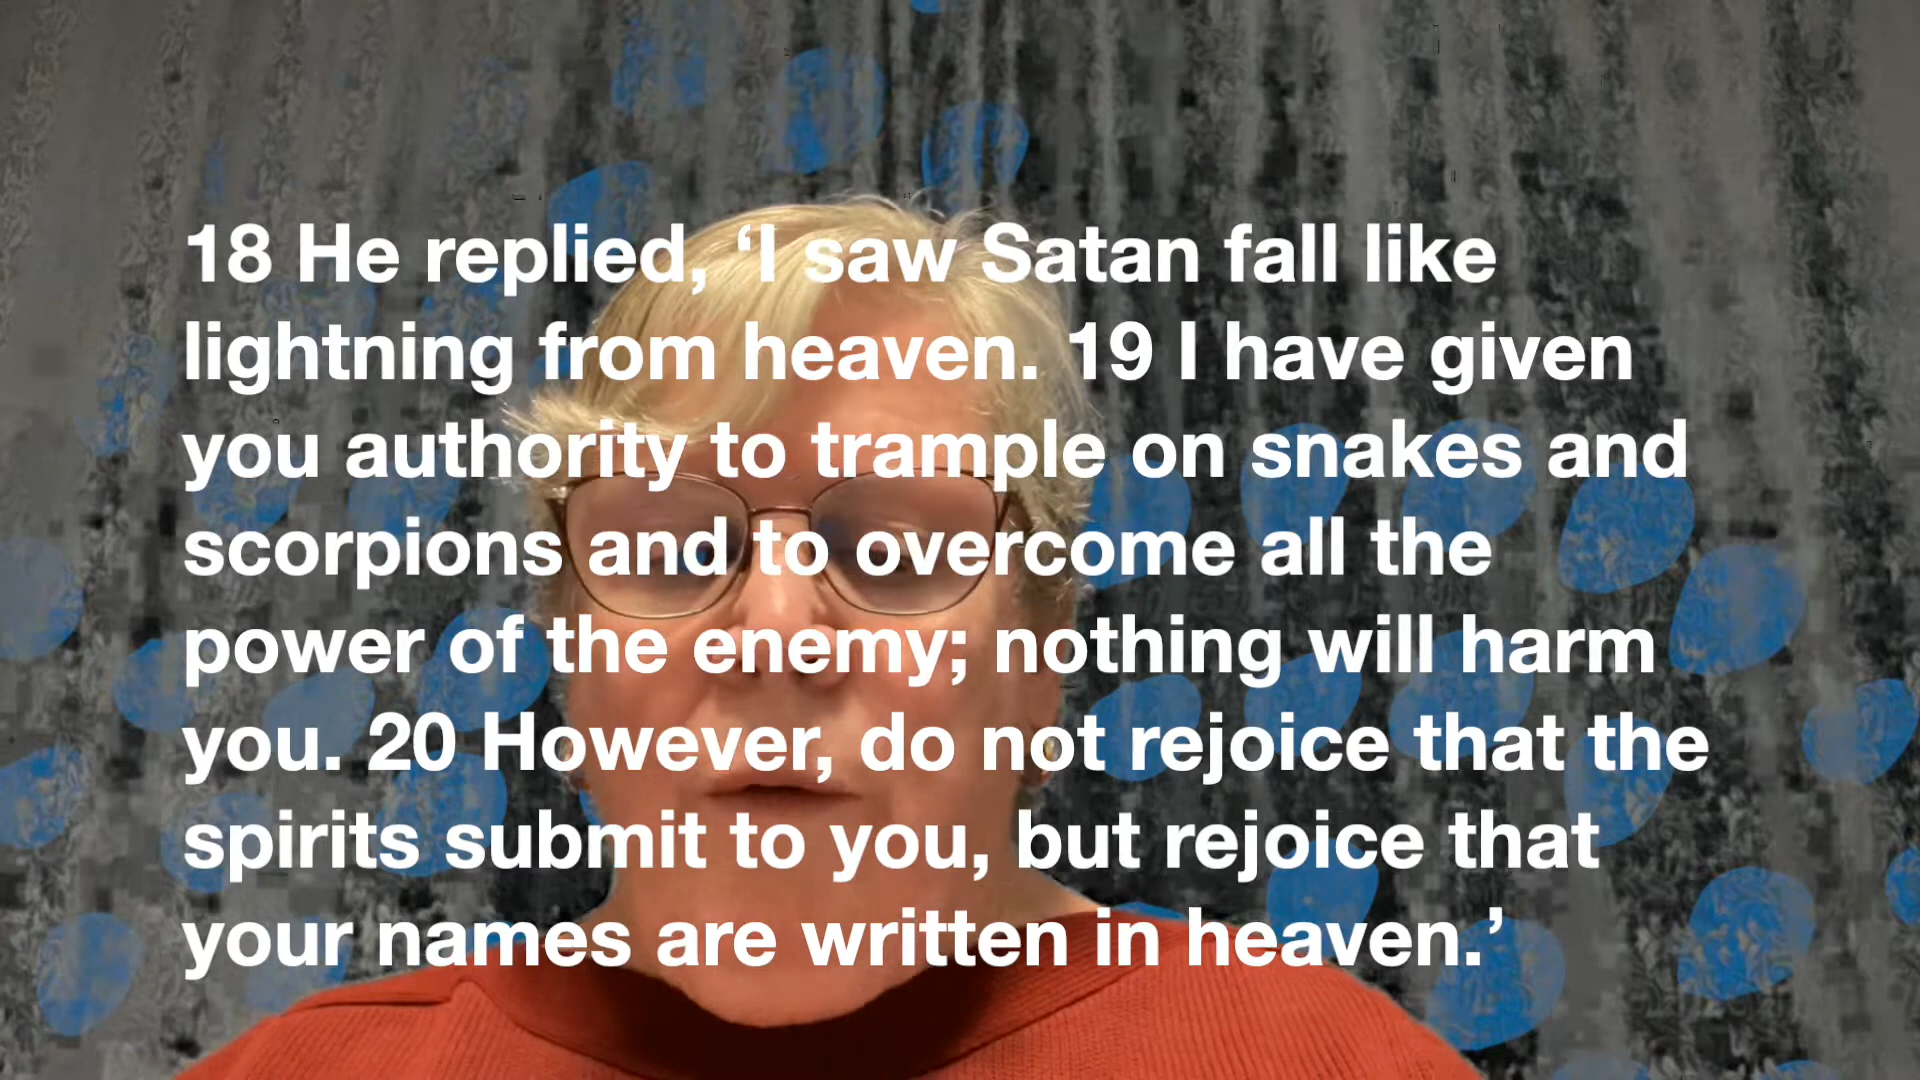 18 He replied, ‘I saw Satan fall like
lightning from heaven. 19 I have given
you authority to trample on snakes and
scorpions and to overcome all the
power of the enemy; nothing will harm
you. 20 However, do not rejoice that the
spirits submit to you, but rejoice that
your names are written in heaven.’